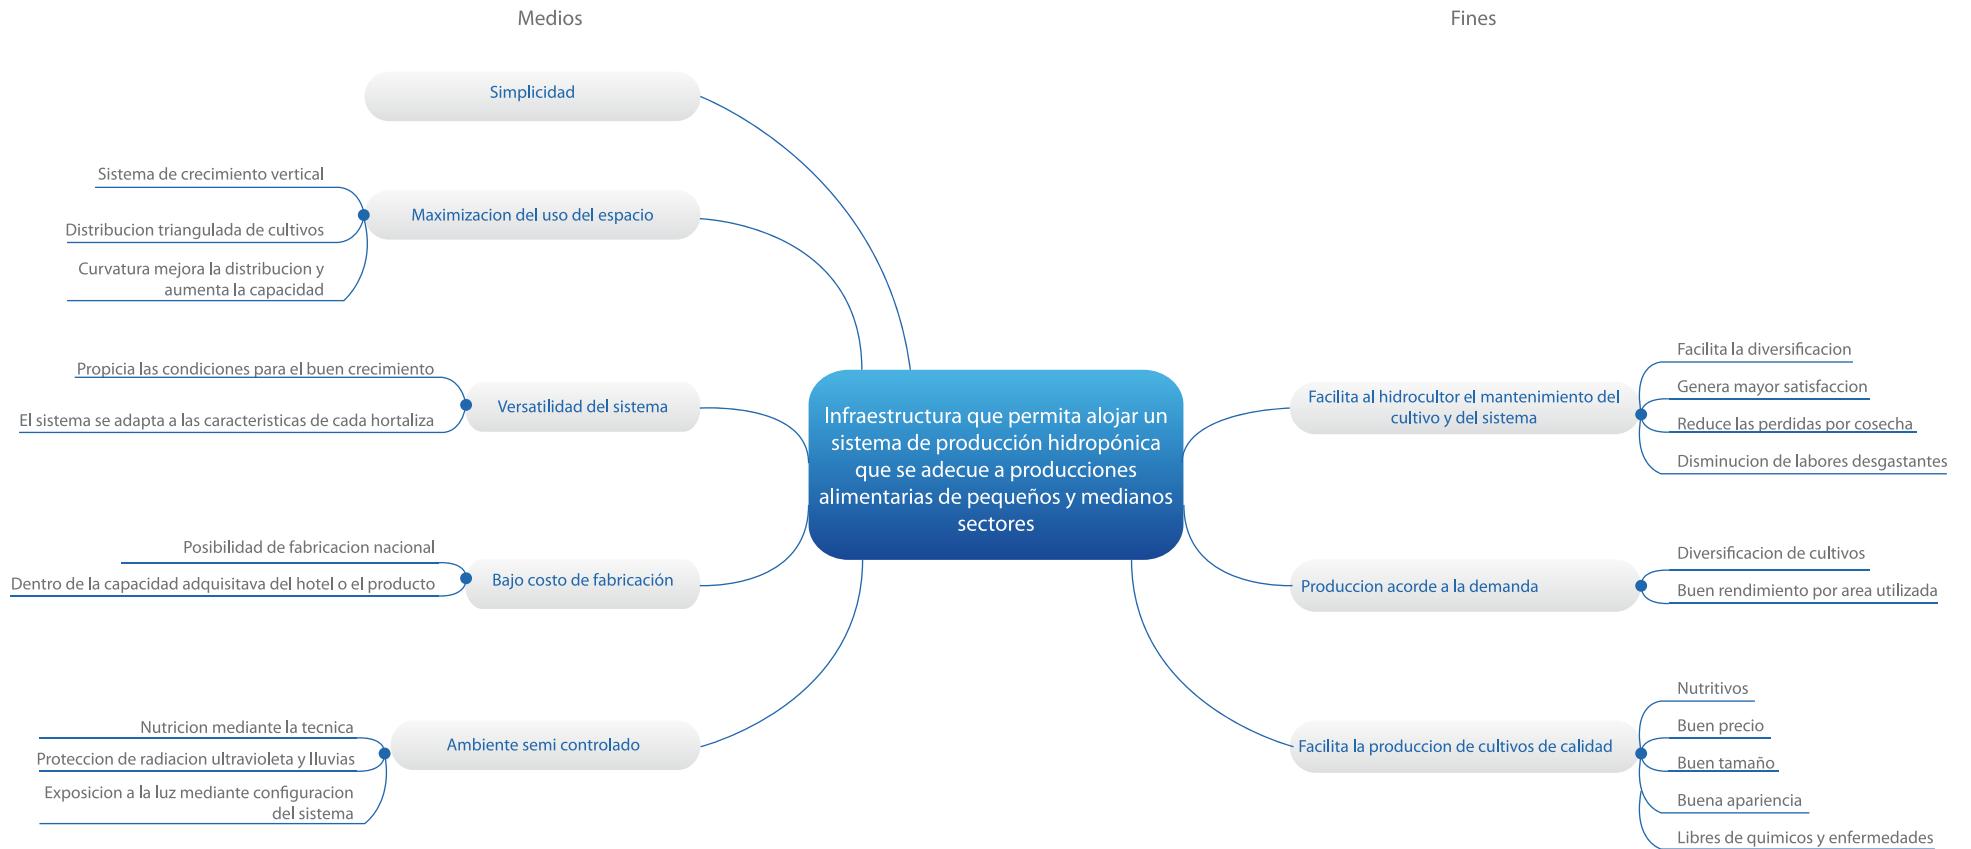 Medios
Fines
Simplicidad
Sistema de crecimiento vertical
Maximizacion del uso del espacio
Distribucion triangulada de cultivos
Curvatura mejora la distribucion y
aumenta la capacidad
Propicia las condiciones para el buen crecimiento
Versatilidad del sistema
El sistema se adapta a las caracteristicas de cada hortaliza
Posibilidad de fabricacion nacional
Bajo costo de fabricación
Dentro de la capacidad adquisitava del hotel o el producto
Nutricion mediante la tecnica
Ambiente semi controlado
Proteccion de radiacion ultravioleta y lluvias
Exposicion a la luz mediante configuracion
del sistema
Infraestructura que permita alojar un
sistema de producción hidropónica
que se adecue a producciones
alimentarias de pequeños y medianos
sectores
Facilita al hidrocultor el mantenimiento del
cultivo y del sistema
Facilita la diversificacion
Genera mayor satisfaccion
Reduce las perdidas por cosecha
Disminucion de labores desgastantes
Produccion acorde a la demanda
Diversificacion de cultivos
Buen rendimiento por area utilizada
Facilita la produccion de cultivos de calidad
Nutritivos
Buen precio
Buen tamaño
Buena apariencia
Libres de quimicos y enfermedades